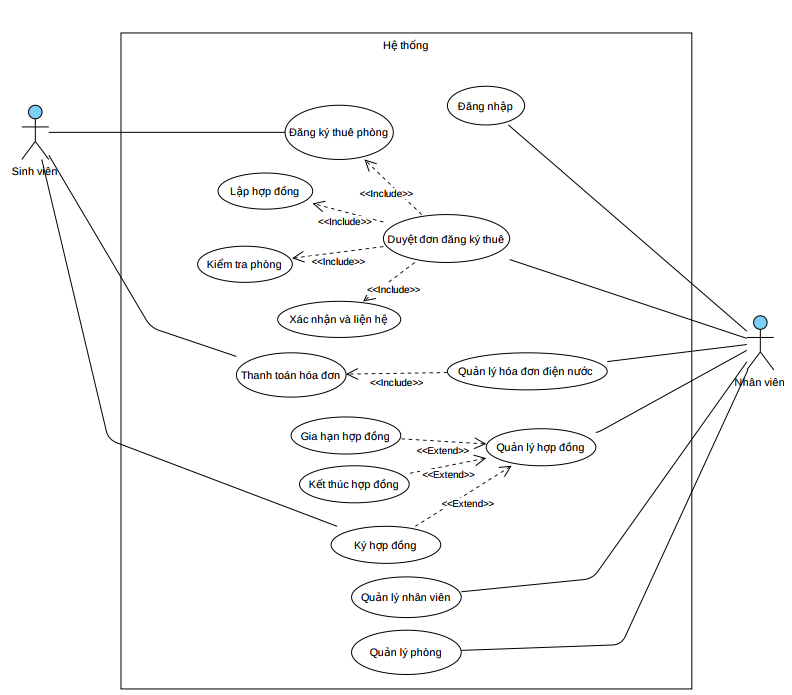 Hệ thống
Đăng nhập
Đăng ký thuê phòng
Sinh viên
<<Include>>
Lập hợp đồng
<<Include>>
Duyệt đơn đăng ký thuê
Kiểm tra phòng
<<Include>>
<<Include>>
Xác nhận và liện hệ
Thanh toán hóa đơn
<<Include>>
Quản lý hóa đơn điện nước
Nhân viên
Gia hạn hợp đồng
<<Extend>>
Quản lý hợp đồng
Kết thúc hợp đồng
<<Extend>>
<<Extend>>
Ký hợp đồng
Quản lý nhân viên
Quản lý phòng